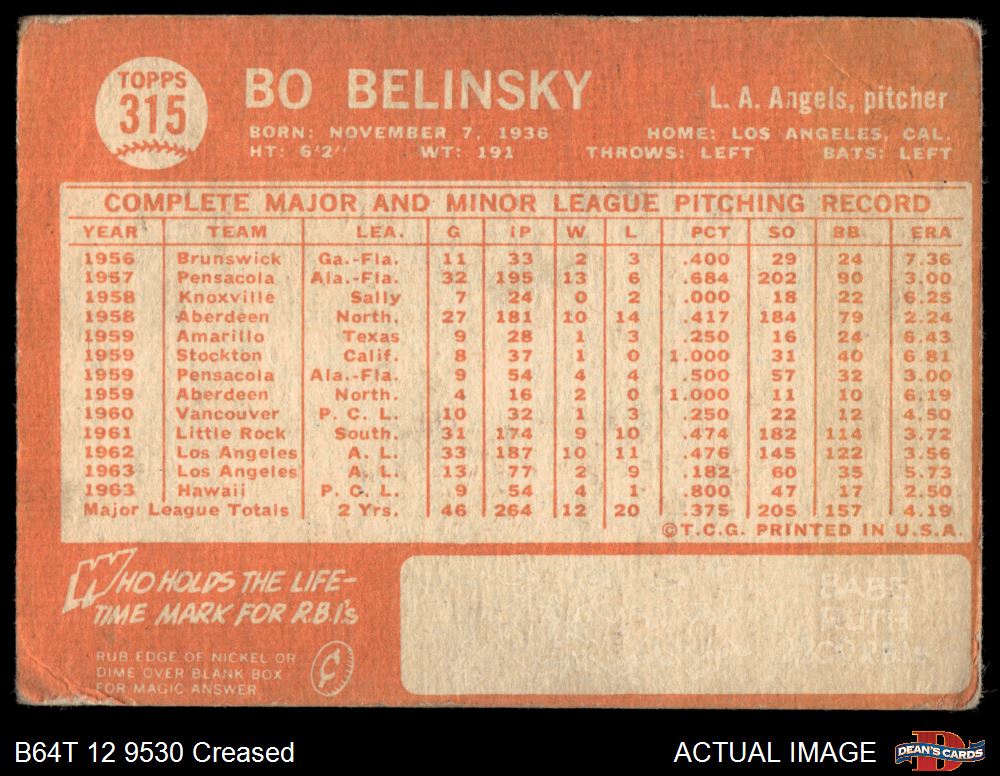 TOPPS
315
BO BELINSKY
L. A. Angels, pitcher
BORN: NOVEMBER 7, 1936 HOME: LOS ANGELES, CAL.
HT: 6'2" WT: 191 THROWS: LEFT BATS: LEFT
COMPLETE MAJOR AND MINOR LEAGUE PITCHING RECORD
YEAR TEAM LEA. G IP W L PCT SO BB ERA
1956 Brunswick Ga.-Fla. 11 33 2 3 .400 29 24 7.36
1957 Pensacola Ala.-Fla. 32 195 13 6 .684 202 90 3.00
1958 Knoxville Sally 7 24 0 2 .000 18 22 6.25
1958 Aberdeen North. 27 181 10 14 .417 184 79 2.24
1959 Amarillo Texas 9 28 1 3 .250 16 24 6.43
1959 Stockton Calif. 8 37 1 0 1.000 31 40 6.81
1959 Pensacola Ala.-Fla. 9 54 4 4 .500 57 32 3.00
1959 Aberdeen North. 4 16 2 0 1.000 11 10 6.19
1960 Vancouver P. C. L. 10 32 1 3 .250 22 12 4.50
1961 Little Rock South. 31 174 9 10 .474 182 114 3.72
1962 Los Angeles A. L. 33 187 10 11 .476 145 122 3.56
1963 Los Angeles A. L. 13 77 2 9 .182 60 35 5.73
1963 Hawaii P. C. L. 9 54 4 1 .800 47 17 2.50
Major League Totals 2 Yrs. 46 264 12 20 .375 205 157 4.19
©T.C.G. PRINTED IN U.S.A.
WHO HOLDS THE LIFE-
TIME MARK FOR R.B.I's
RUB EDGE OF NICKEL OR
DIME OVER BLANK BOX
FOR MAGIC ANSWER
BABE
RUTH
B64T 12 9530 Creased
ACTUAL IMAGE
DEAN'S CARDS